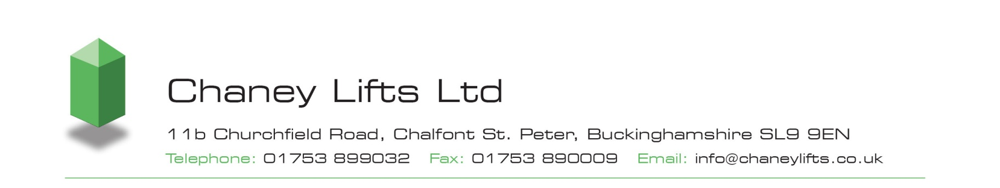 Chaney Lifts Ltd
11b Churchfield Road, Chalfont St. Peter, Buckinghamshire SL9 9EN
Telephone: 01753 899032 Fax: 01753 890009 Email: info@chaneylifts.co.uk